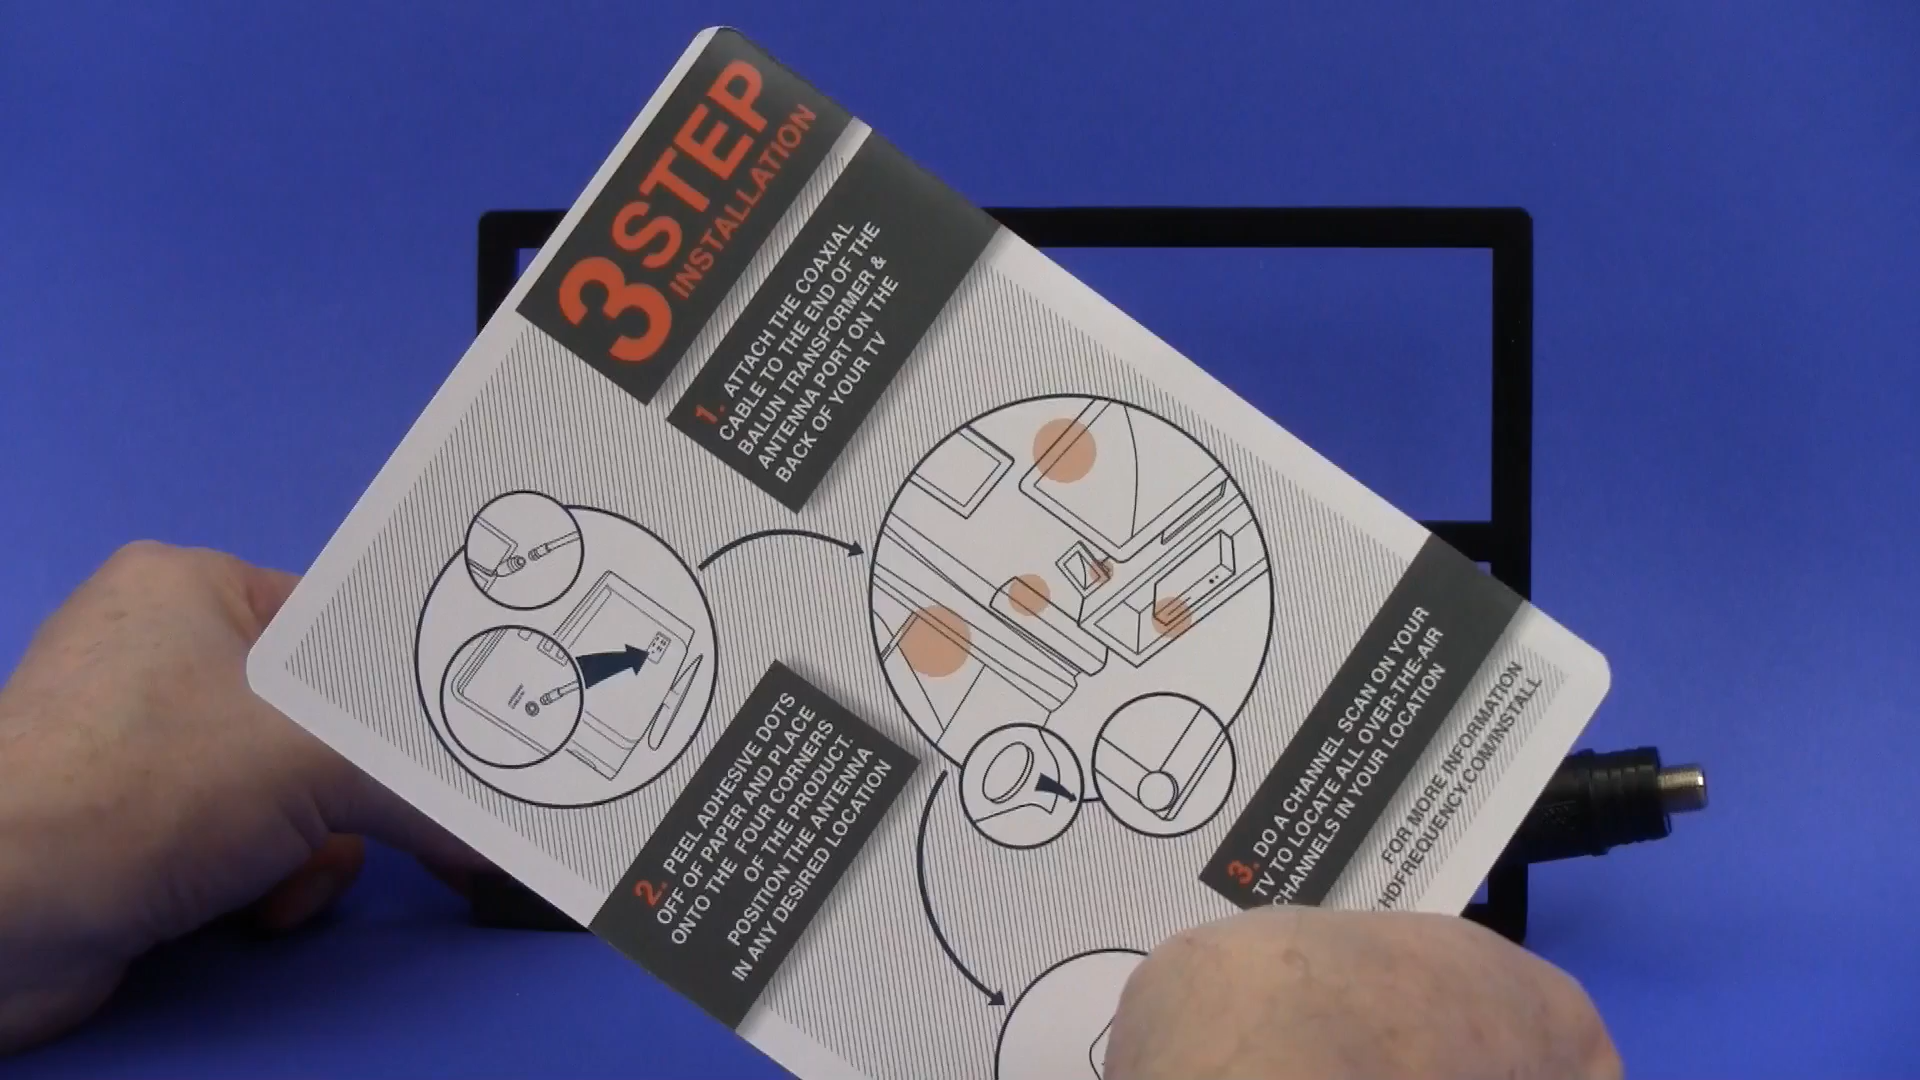 3 STEP
INSTALLATION
1. ATTACH THE COAXIAL
CABLE TO THE END OF THE
BALUN TRANSFORMER &
ANTENNA PORT ON THE
BACK OF YOUR TV
2. PEEL ADHESIVE DOTS
OFF OF PAPER AND PLACE
ONTO THE FOUR CORNERS
OF THE PRODUCT.
POSITION THE ANTENNA
IN ANY DESIRED LOCATION
3. DO A CHANNEL SCAN ON YOUR
TV TO LOCATE ALL OVER-THE-AIR
CHANNELS IN YOUR LOCATION
FOR MORE INFORMATION
HDFREQUENCY.COM/INSTALL